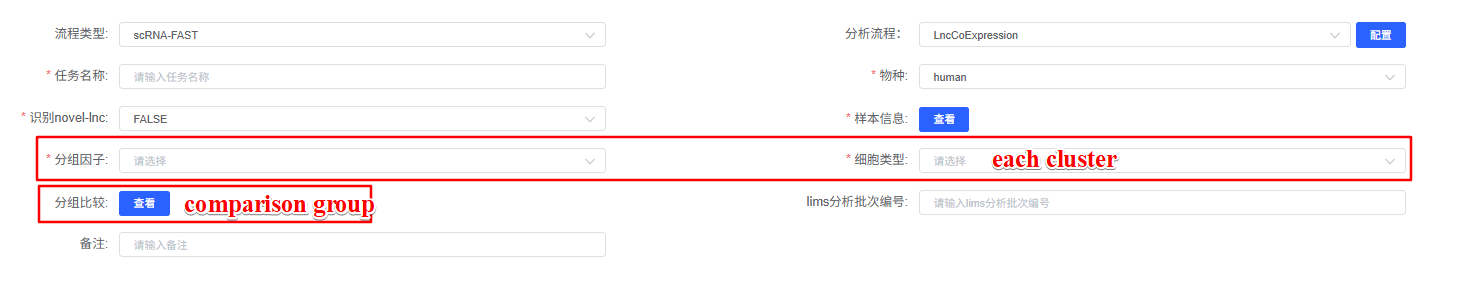 流程类型: scRNA-FAST 分析流程: LncCoExpression 配置
* 任务名称: 请输入任务名称 * 物种: human
* 识别novel-lnc: FALSE * 样本信息: 查看
* 分组因子: 请选择 * 细胞类型: 请选择 each cluster
分组比较: 查看 comparison group lims分析批次编号: 请输入lims分析批次编号
备注: 请输入备注